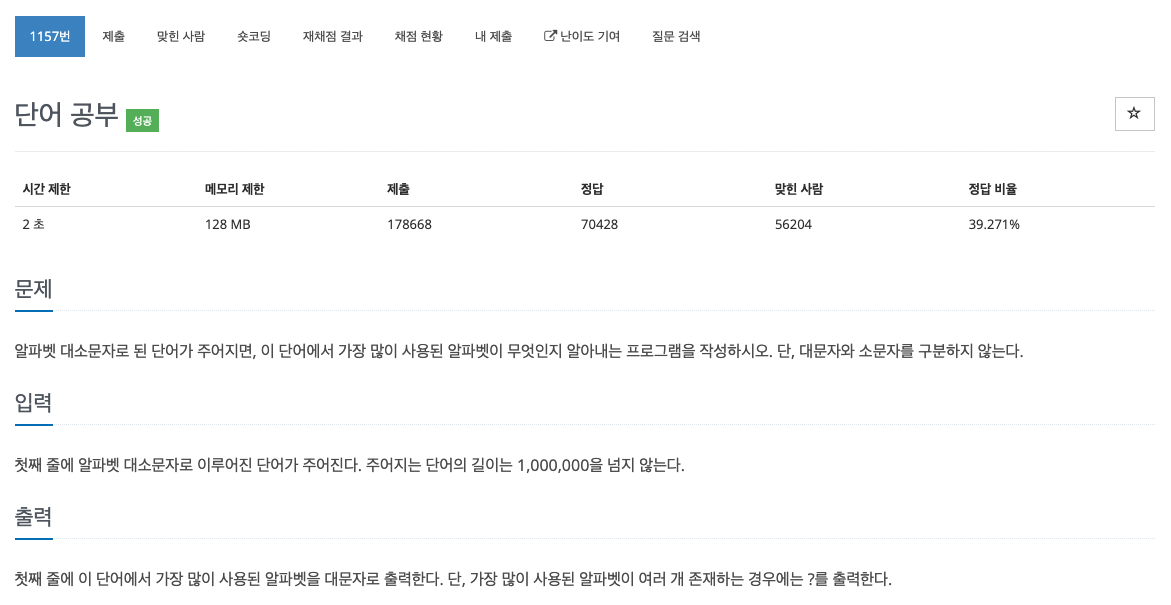 1157번 제출 맞힌 사람 숏코딩 재채점 결과 채점 현황 내 제출 난이도 기여 질문 검색
단어 공부 성공
시간 제한 메모리 제한 제출 정답 맞힌 사람 정답 비율
2 초 128 MB 178668 70428 56204 39.271%
문제
알파벳 대소문자로 된 단어가 주어지면, 이 단어에서 가장 많이 사용된 알파벳이 무엇인지 알아내는 프로그램을 작성하시오. 단, 대문자와 소문자를 구분하지 않는다.
입력
첫째 줄에 알파벳 대소문자로 이루어진 단어가 주어진다. 주어지는 단어의 길이는 1,000,000을 넘지 않는다.
출력
첫째 줄에 이 단어에서 가장 많이 사용된 알파벳을 대문자로 출력한다. 단, 가장 많이 사용된 알파벳이 여러 개 존재하는 경우에는 ?를 출력한다.